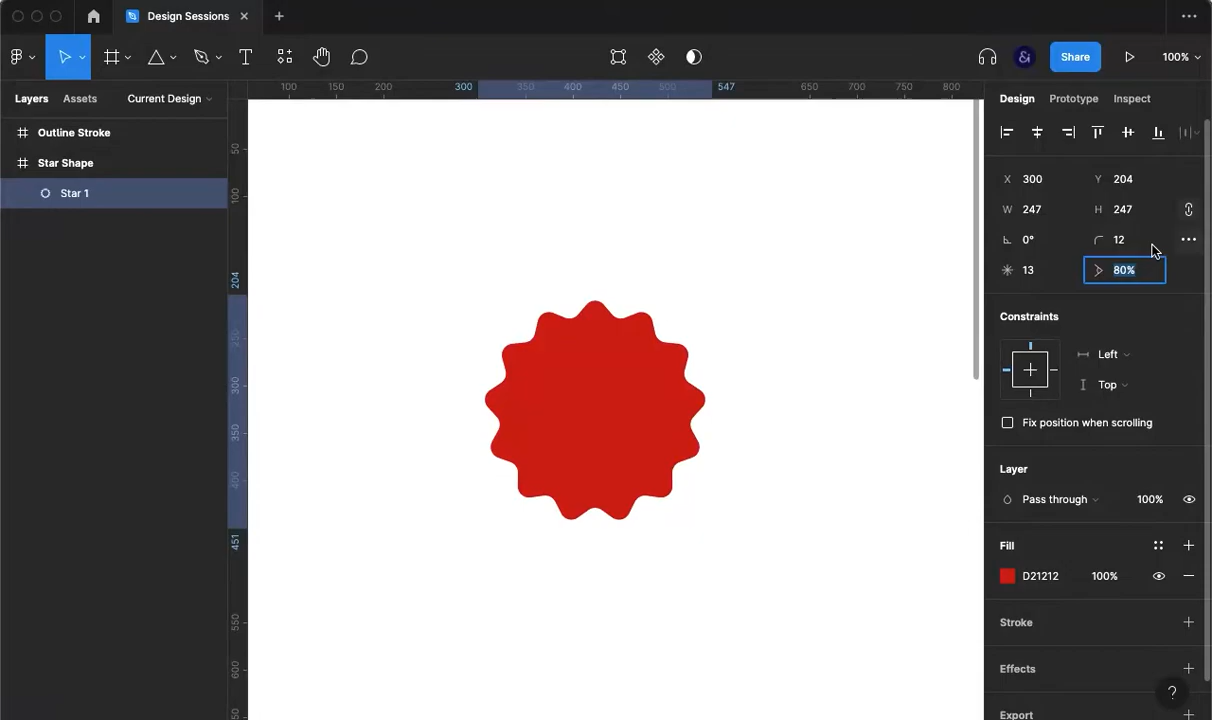 Design Sessions
Share
100%
Layers
Assets
Current Design
100
150
200
300
350
400
450
500
547
650
700
750
800
Design
Prototype
Inspect
Outline Stroke
Star Shape
Star 1
50
100
204
250
300
350
400
451
550
600
X 300
Y 204
W 247
H 247
0°
12
13
80%
Constraints
Left
Top
Fix position when scrolling
Layer
Pass through
100%
Fill
D21212
100%
Stroke
Effects
Export
?